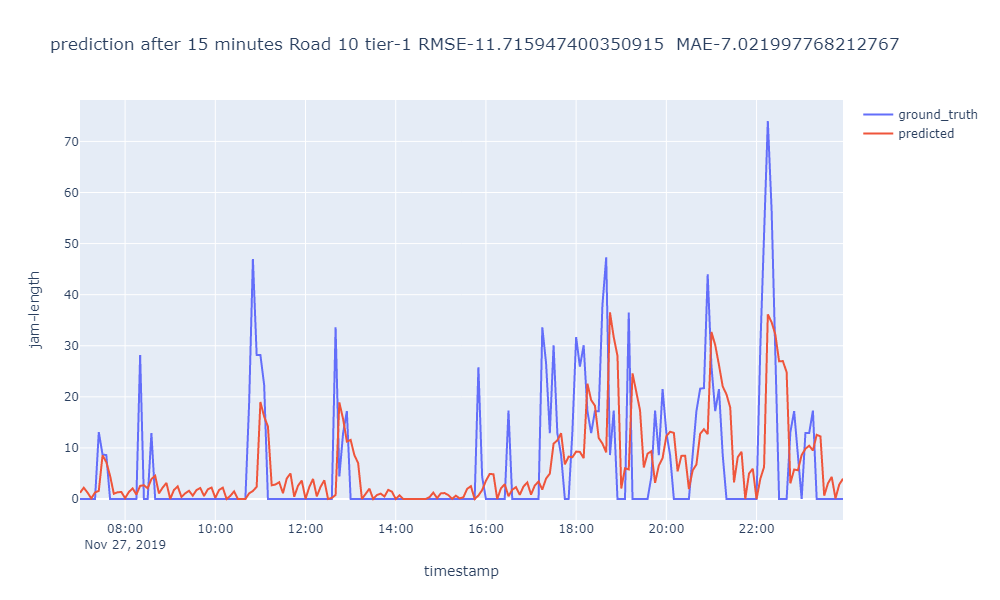 prediction after 15 minutes Road 10 tier-1 RMSE-11.715947400350915  MAE-7.021997768212767
ground_truth
predicted
70
60
50
40
30
20
10
0
jam-length
08:00 10:00 12:00 14:00 16:00 18:00 20:00 22:00
Nov 27, 2019
timestamp